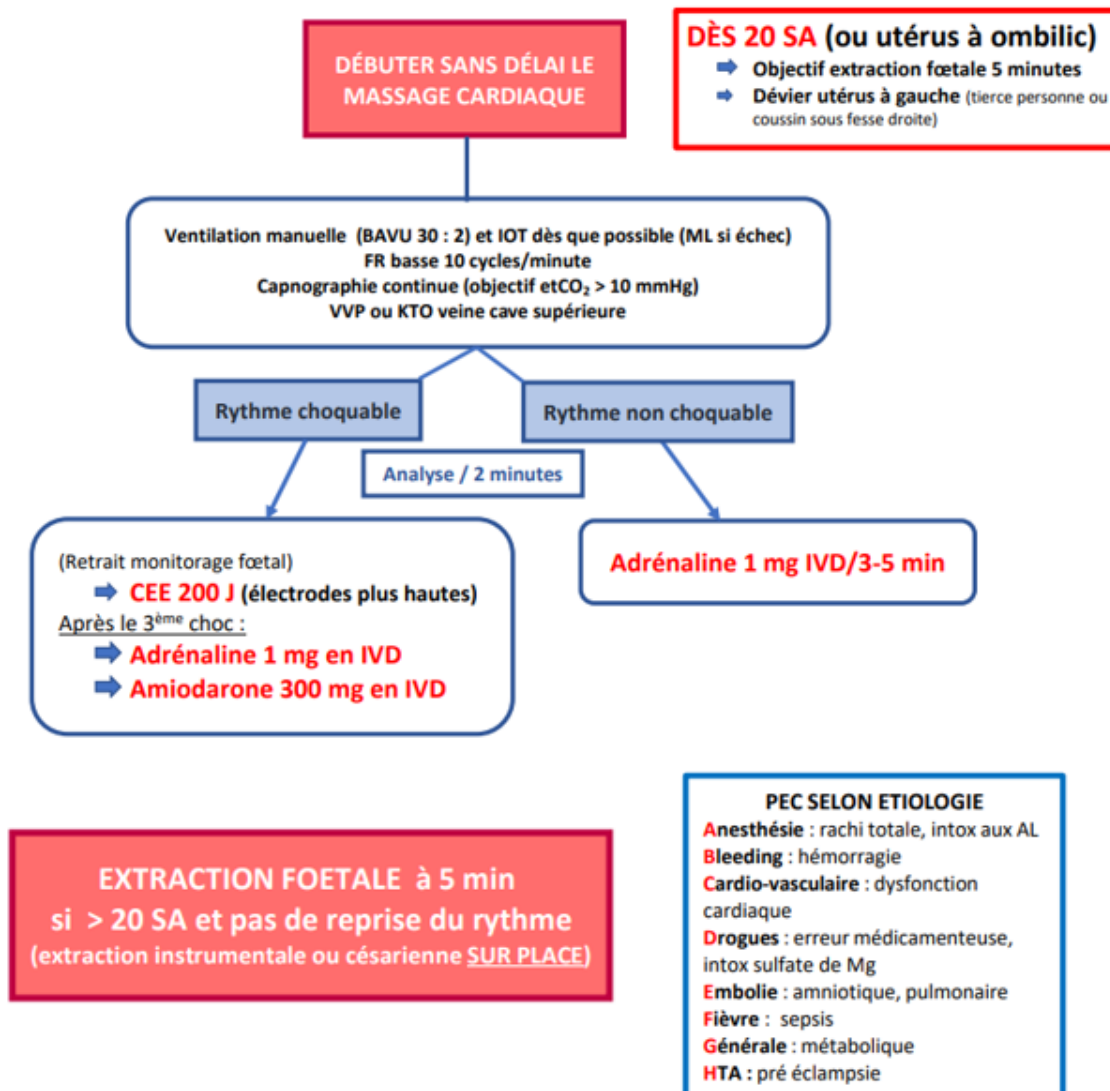 DÉBUTER SANS DÉLAI LE
MASSAGE CARDIAQUE
DÈS 20 SA (ou utérus à ombilic)
Objectif extraction fœtale 5 minutes
Dévier utérus à gauche (tierce personne ou
coussin sous fesse droite)
Ventilation manuelle (BAVU 30 : 2) et IOT dès que possible (ML si échec)
FR basse 10 cycles/minute
Capnographie continue (objectif etCO₂ > 10 mmHg)
VVP ou KTO veine cave supérieure
Rythme choquable
Rythme non choquable
Analyse / 2 minutes
(Retrait monitorage fœtal)
CEE 200 J (électrodes plus hautes)
Après le 3ème choc :
Adrénaline 1 mg en IVD
Amiodarone 300 mg en IVD
Adrénaline 1 mg IVD/3-5 min
EXTRACTION FOETALE à 5 min
si > 20 SA et pas de reprise du rythme
(extraction instrumentale ou césarienne SUR PLACE)
PEC SELON ETIOLOGIE
Anesthésie : rachi totale, intox aux AL
Bleeding : hémorragie
Cardio-vasculaire : dysfonction
cardiaque
Drogues : erreur médicamenteuse,
intox sulfate de Mg
Embolie : amniotique, pulmonaire
Fièvre : sepsis
Générale : métabolique
HTA : pré éclampsie